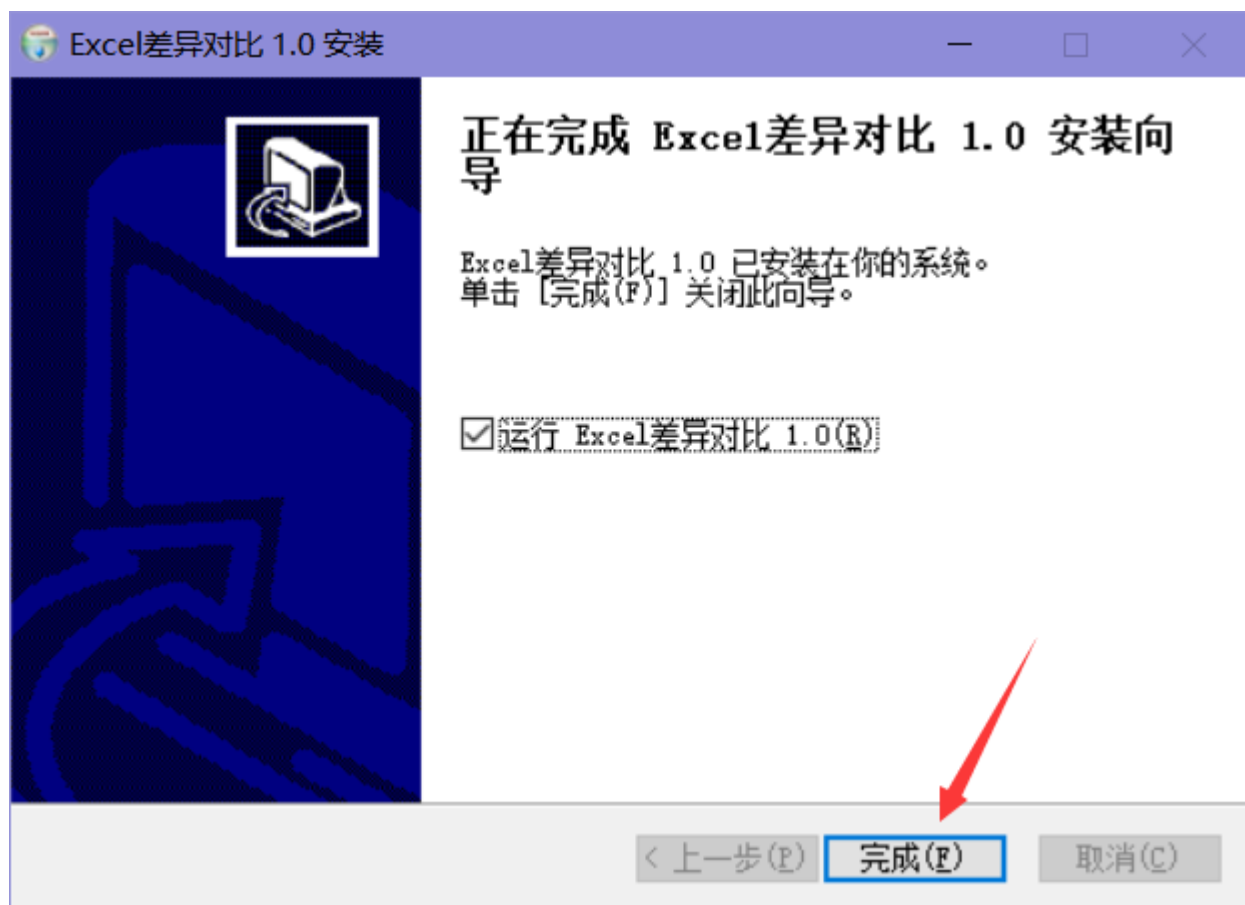 Excel差异对比 1.0 安装
正在完成 Excel差异对比 1.0 安装向
导
Excel差异对比 1.0 已安装在你的系统。
单击 [完成(F)] 关闭此向导。
运行 Excel差异对比 1.0(R)
< 上一步(P) 完成(F) 取消(C)